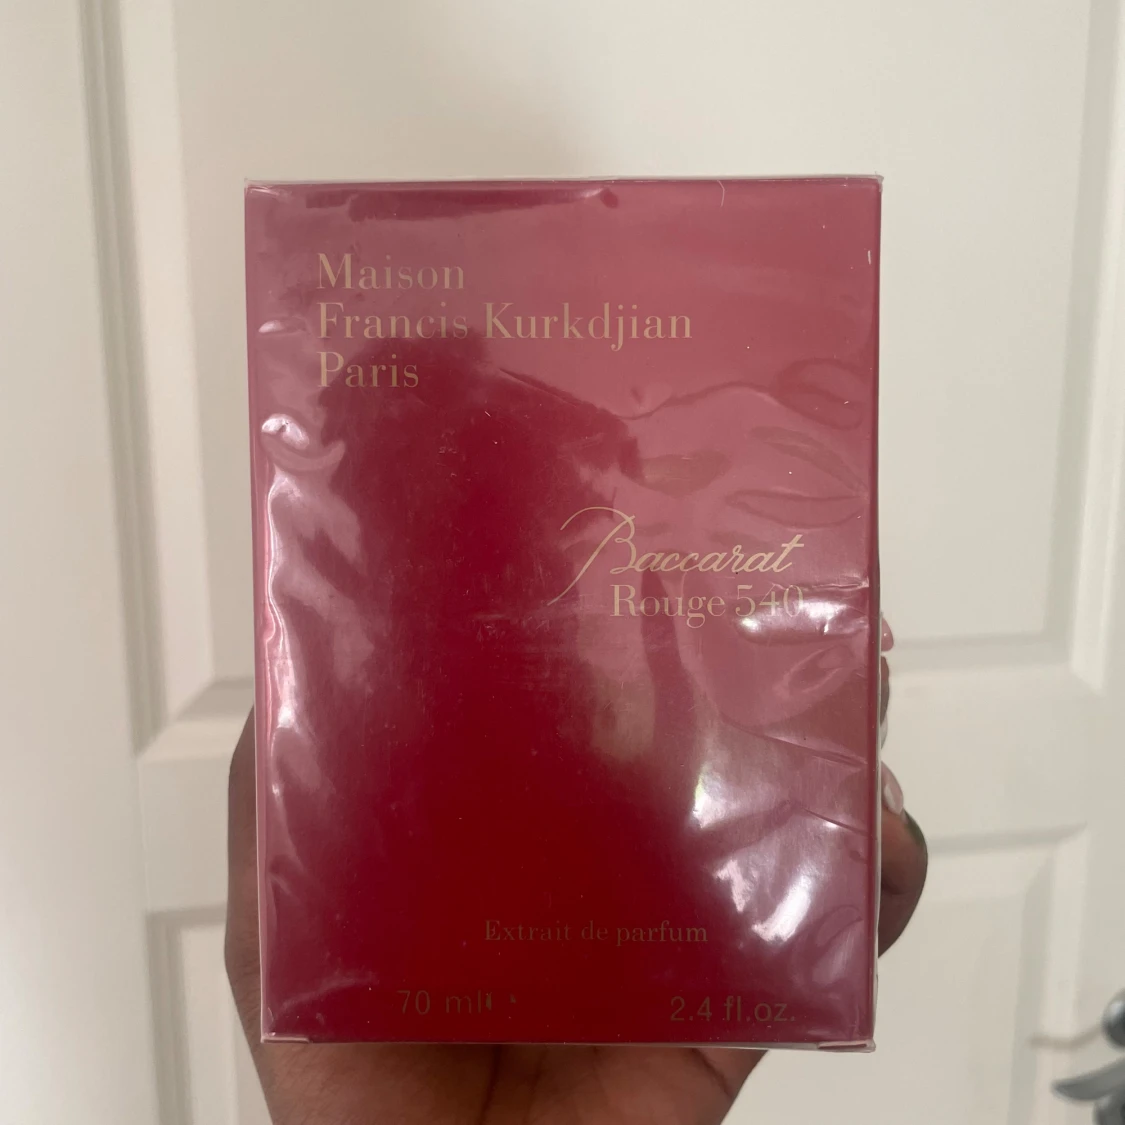 Maison
Francis Kurkdjian
Paris
Baccarat
Rouge 540
Extrait de parfum
70 ml 2.4 fl.oz.